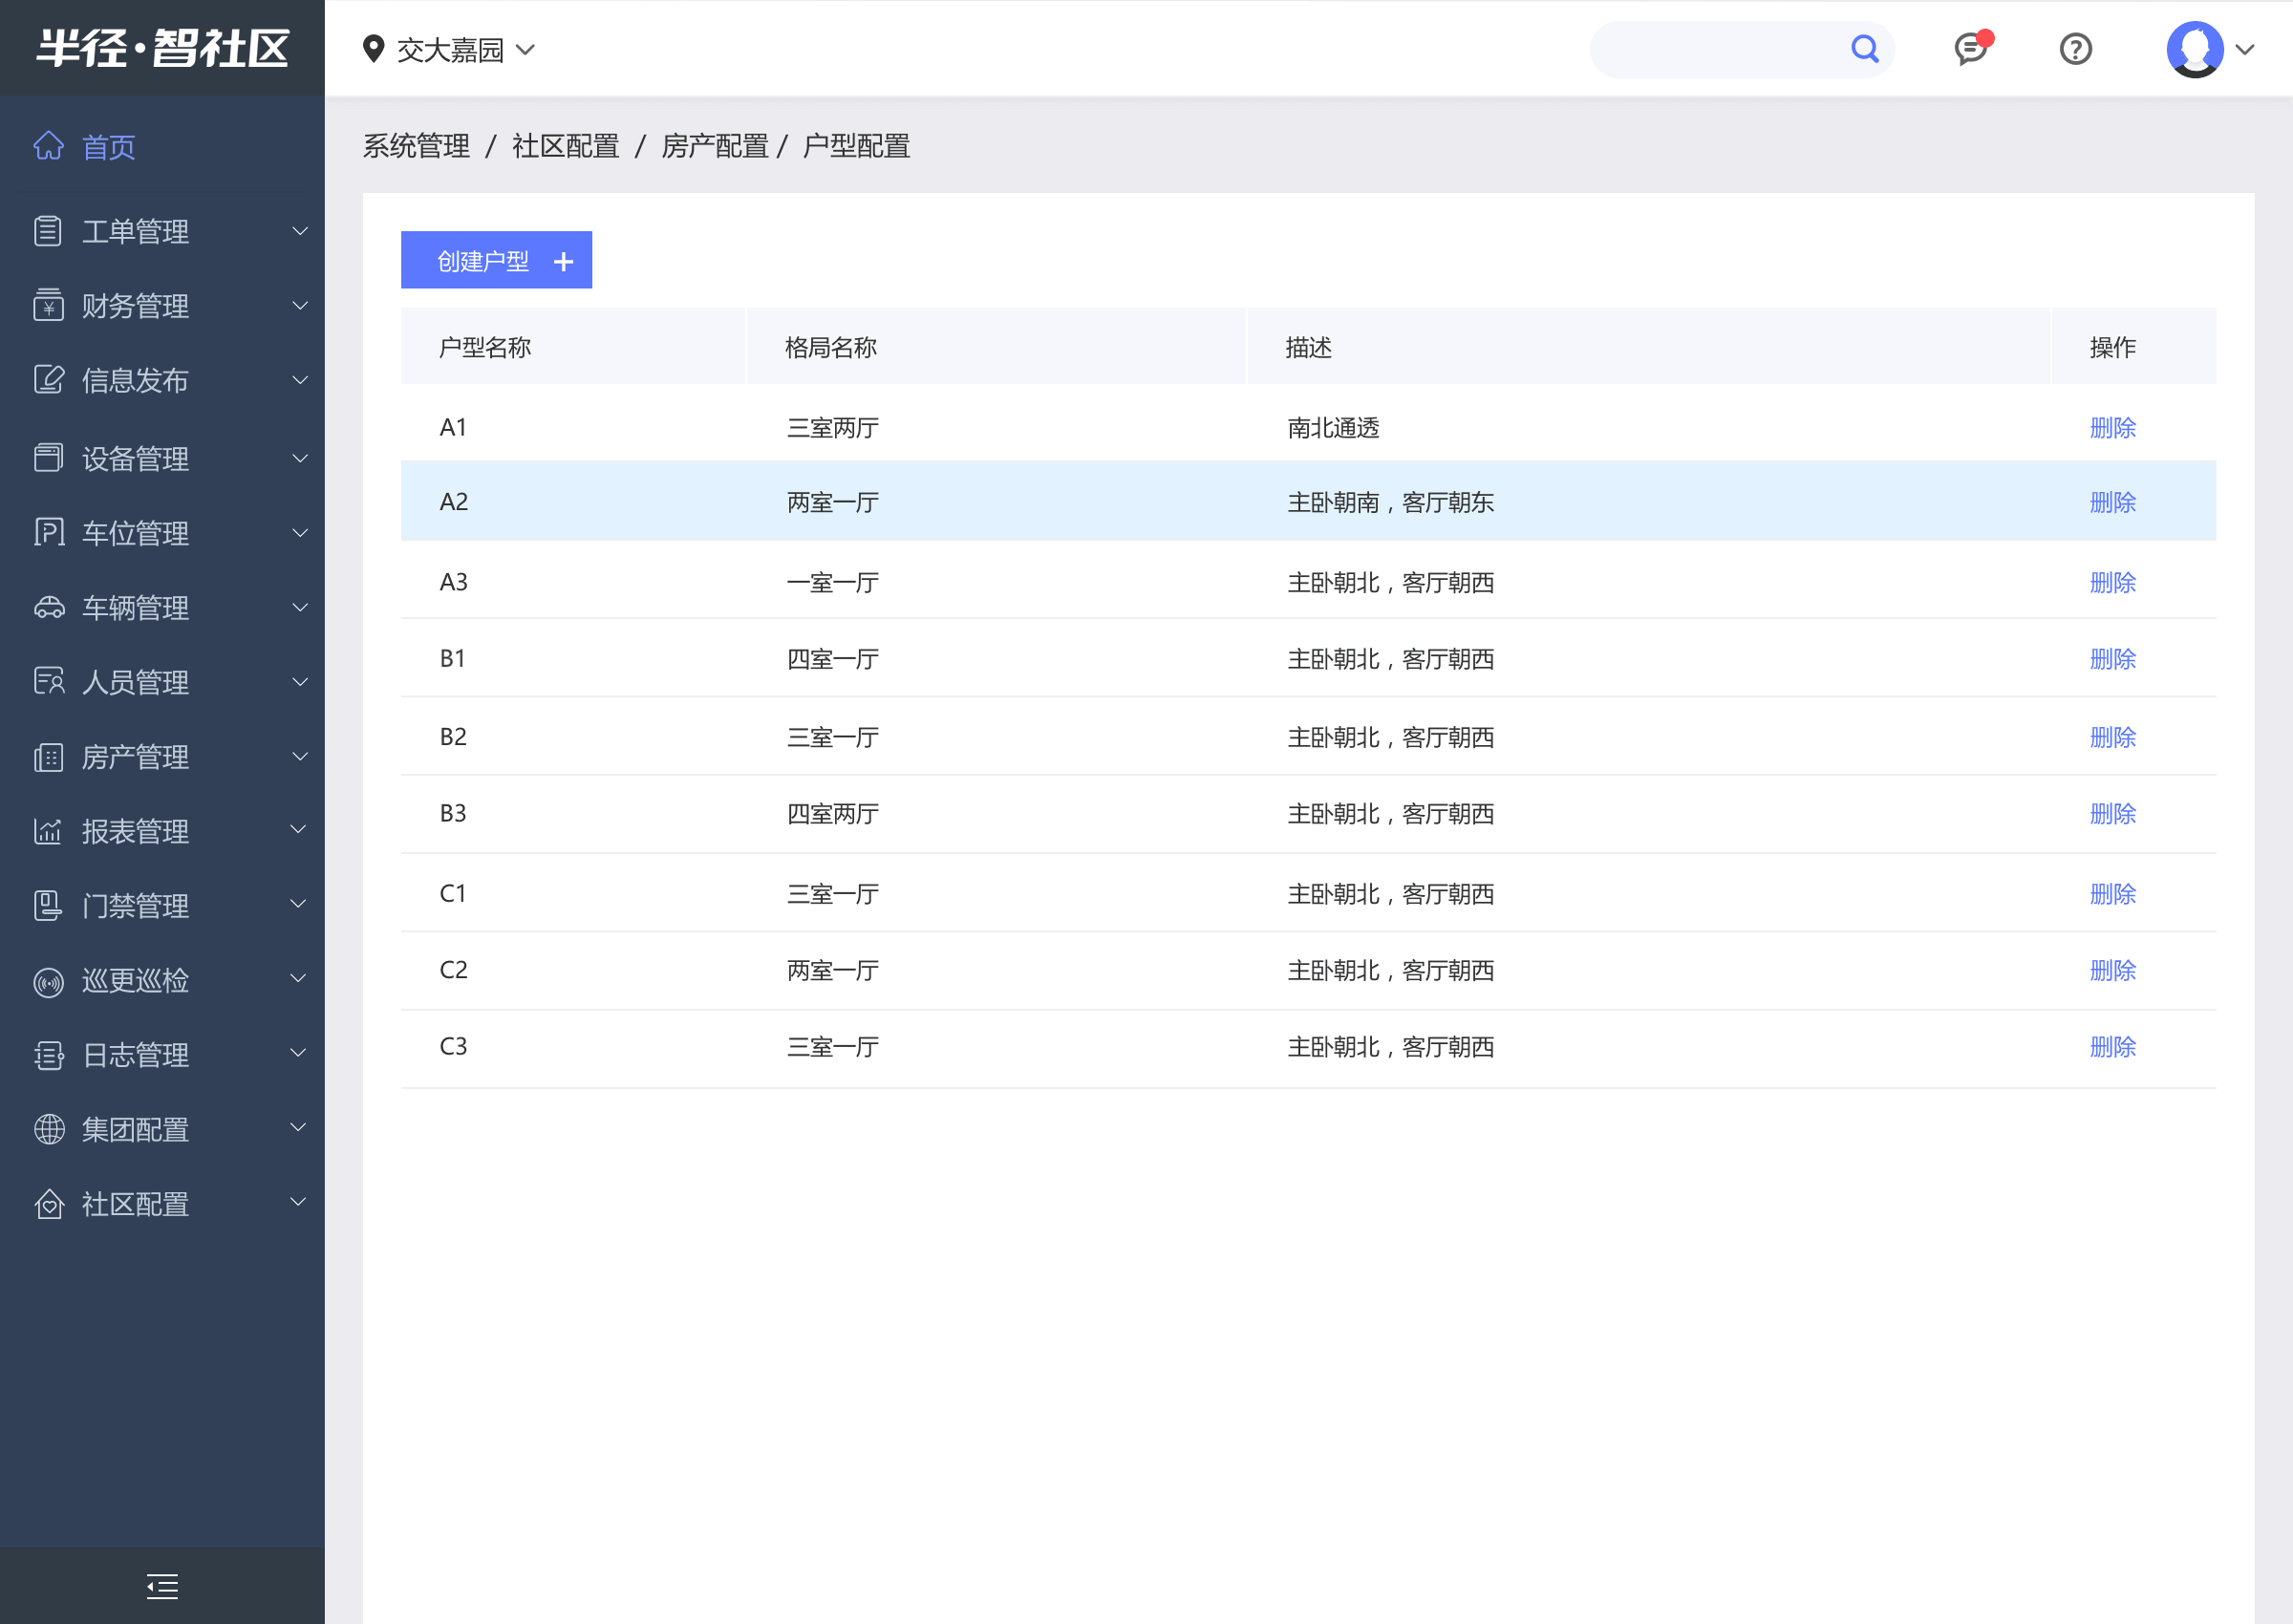 半径·智社区
交大嘉园
首页
工单管理
财务管理
信息发布
设备管理
车位管理
车辆管理
人员管理
房产管理
报表管理
门禁管理
巡更巡检
日志管理
集团配置
社区配置
系统管理 / 社区配置 / 房产配置 / 户型配置
创建户型 +
户型名称 格局名称 描述 操作
A1 三室两厅 南北通透 删除
A2 两室一厅 主卧朝南，客厅朝东 删除
A3 一室一厅 主卧朝北，客厅朝西 删除
B1 四室一厅 主卧朝北，客厅朝西 删除
B2 三室一厅 主卧朝北，客厅朝西 删除
B3 四室两厅 主卧朝北，客厅朝西 删除
C1 三室一厅 主卧朝北，客厅朝西 删除
C2 两室一厅 主卧朝北，客厅朝西 删除
C3 三室一厅 主卧朝北，客厅朝西 删除